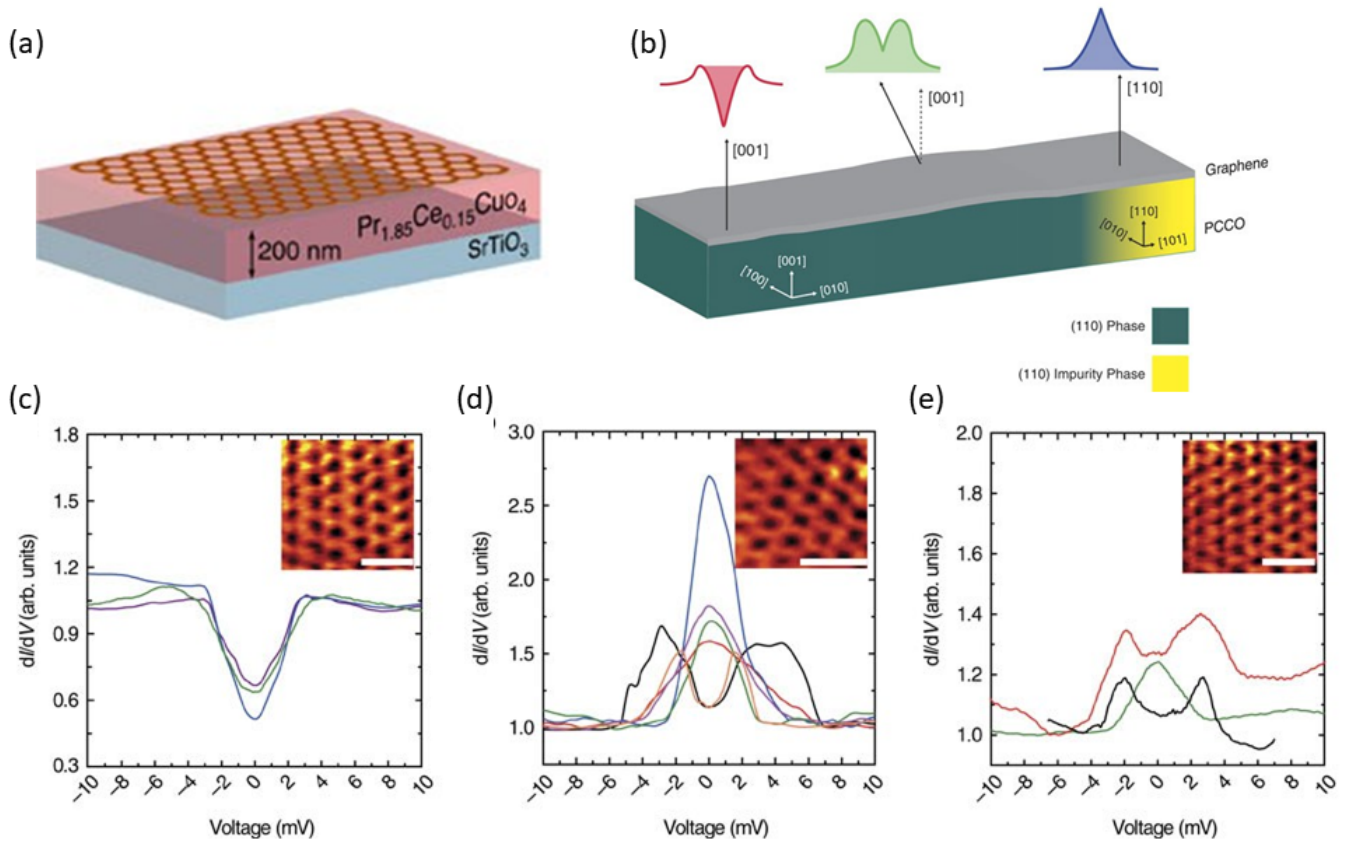 (a)
Pr1.85Ce0.15CuO4
200 nm
SrTiO3
(b)
[001]
[001]
[110]
Graphene
PCCO
[100]
[001]
[010]
[010]
[110]
[101]
(110) Phase
(110) Impurity Phase
(c)
1.8
1.5
1.2
0.9
0.6
0.3
dI/dV (arb. units)
−10 −8 −6 −4 −2 0 2 4 6 8 10
Voltage (mV)
(d)
3.0
2.5
2.0
1.5
1.0
dI/dV (arb. units)
−10 −8 −6 −4 −2 0 2 4 6 8 10
Voltage (mV)
(e)
2.0
1.8
1.6
1.4
1.2
1.0
dI/dV (arb. units)
−10 −8 −6 −4 −2 0 2 4 6 8 10
Voltage (mV)